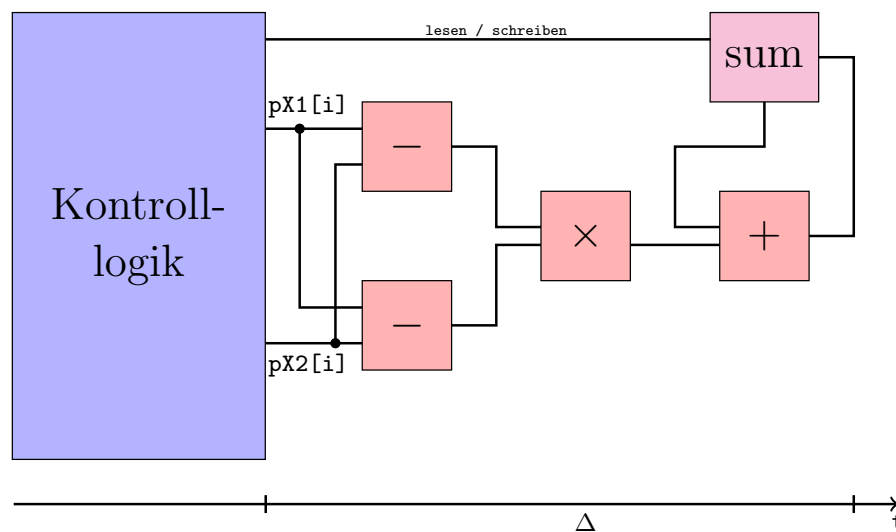 lesen / schreiben
sum
pX1[i]
−
Kontroll-
logik
×
+
−
pX2[i]
Δ